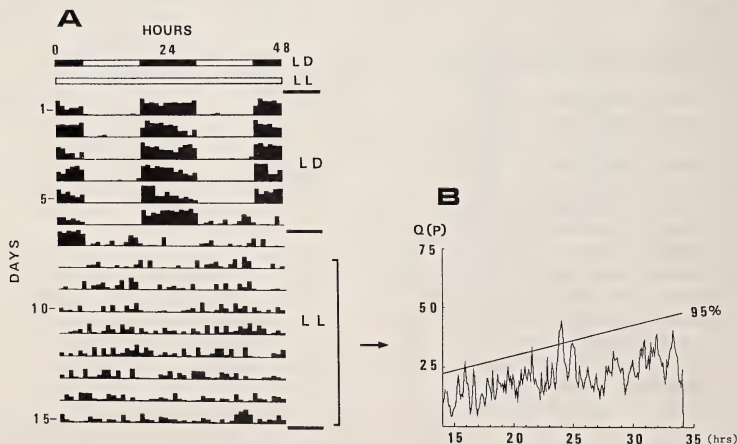 A
HOURS
0 24 48
LD
LL
1-
LD
5-
DAYS
10-
LL
15-
B
Q(P)
75
50
95%
25
15 20 25 30 35 (hrs)